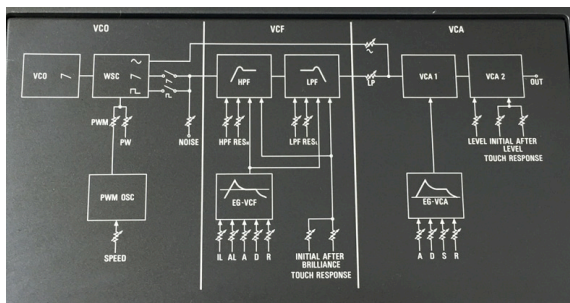 VCO VCF VCA
VCO WSC HPF LPF VCA 1 VCA 2 OUT
LP
PWM PW NOISE HPF RESH LPF RESL LEVEL INITIAL AFTER
LEVEL
TOUCH RESPONSE
PWM OSC EG-VCF EG-VCA
SPEED IL AL A D R INITIAL AFTER A D S R
BRILLIANCE
TOUCH RESPONSE